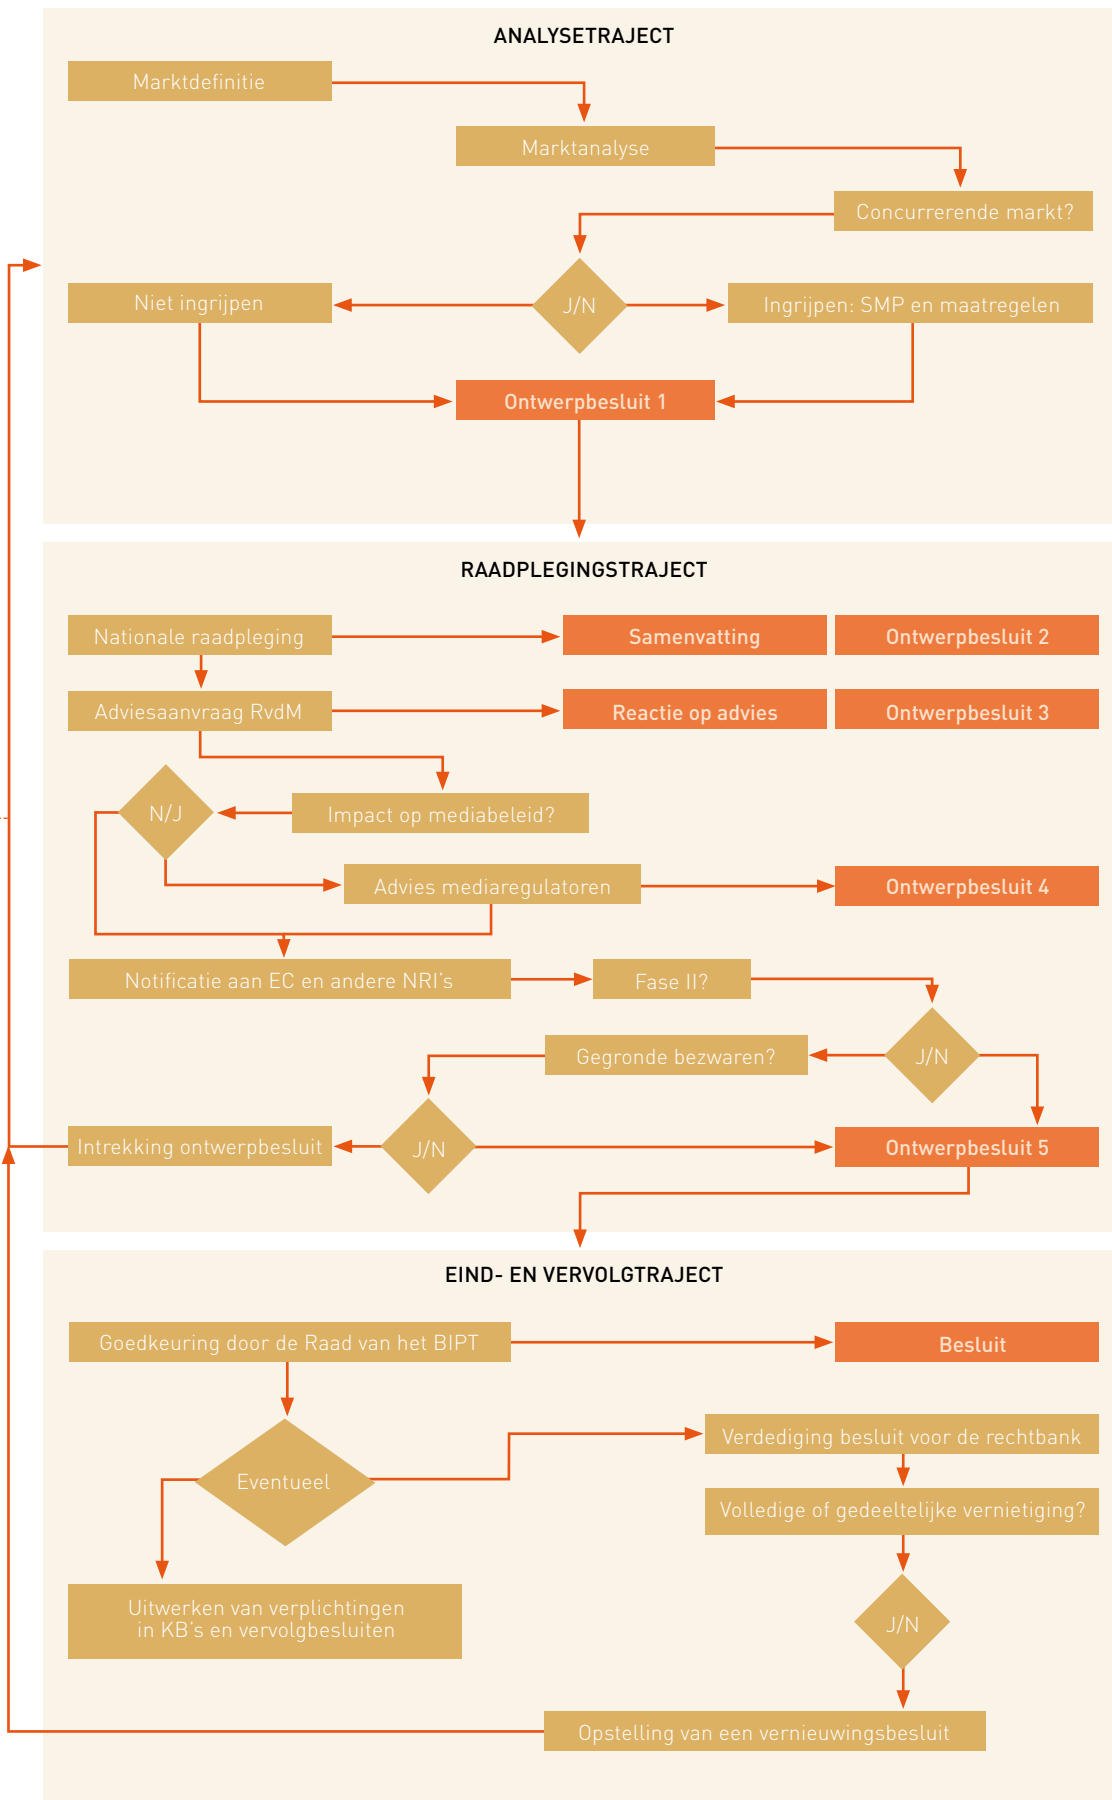 ANALYSETRAJECT
Marktdefinitie
Marktanalyse
Concurrerende markt?
Niet ingrijpen
J/N
Ingrijpen: SMP en maatregelen
Ontwerpbesluit 1
RAADPLEGINGSTRAJECT
Nationale raadpleging
Samenvatting
Ontwerpbesluit 2
Adviesaanvraag RvdM
Reactie op advies
Ontwerpbesluit 3
N/J
Impact op mediabeleid?
Advies mediaregulatoren
Ontwerpbesluit 4
Notificatie aan EC en andere NRI's
Fase II?
Gegronde bezwaren?
J/N
Intrekking ontwerpbesluit
J/N
Ontwerpbesluit 5
EIND- EN VERVOLGTRAJECT
Goedkeuring door de Raad van het BIPT
Besluit
Eventueel
Verdediging besluit voor de rechtbank
Volledige of gedeeltelijke vernietiging?
Uitwerken van verplichtingen
in KB's en vervolgbesluiten
J/N
Opstelling van een vernieuwingsbesluit